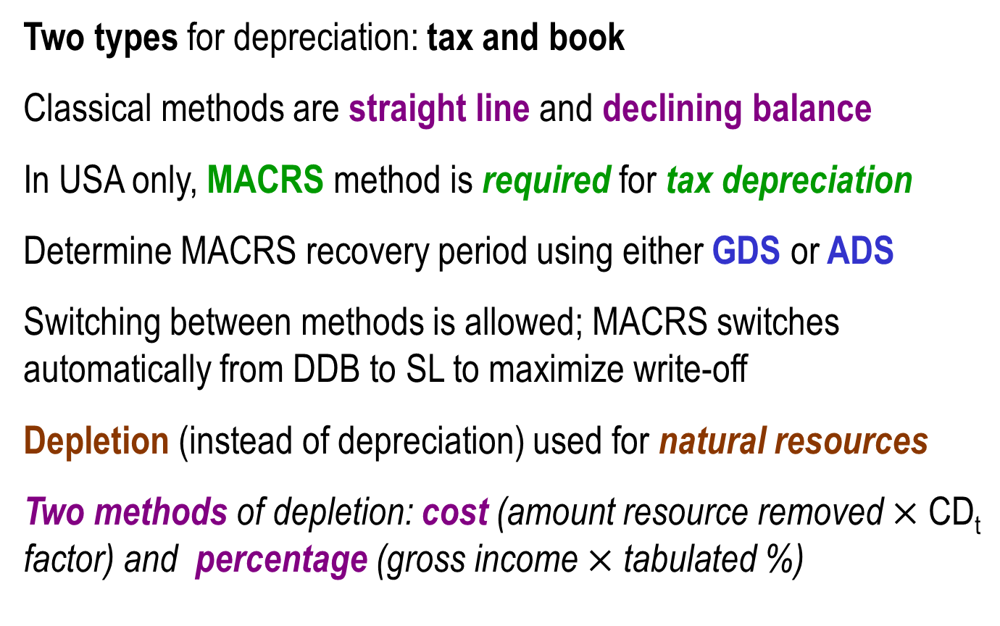 Two types for depreciation: tax and book
Classical methods are straight line and declining balance
In USA only, MACRS method is required for tax depreciation
Determine MACRS recovery period using either GDS or ADS
Switching between methods is allowed; MACRS switches
automatically from DDB to SL to maximize write-off
Depletion (instead of depreciation) used for natural resources
Two methods of depletion: cost (amount resource removed × CDt
factor) and percentage (gross income × tabulated %)